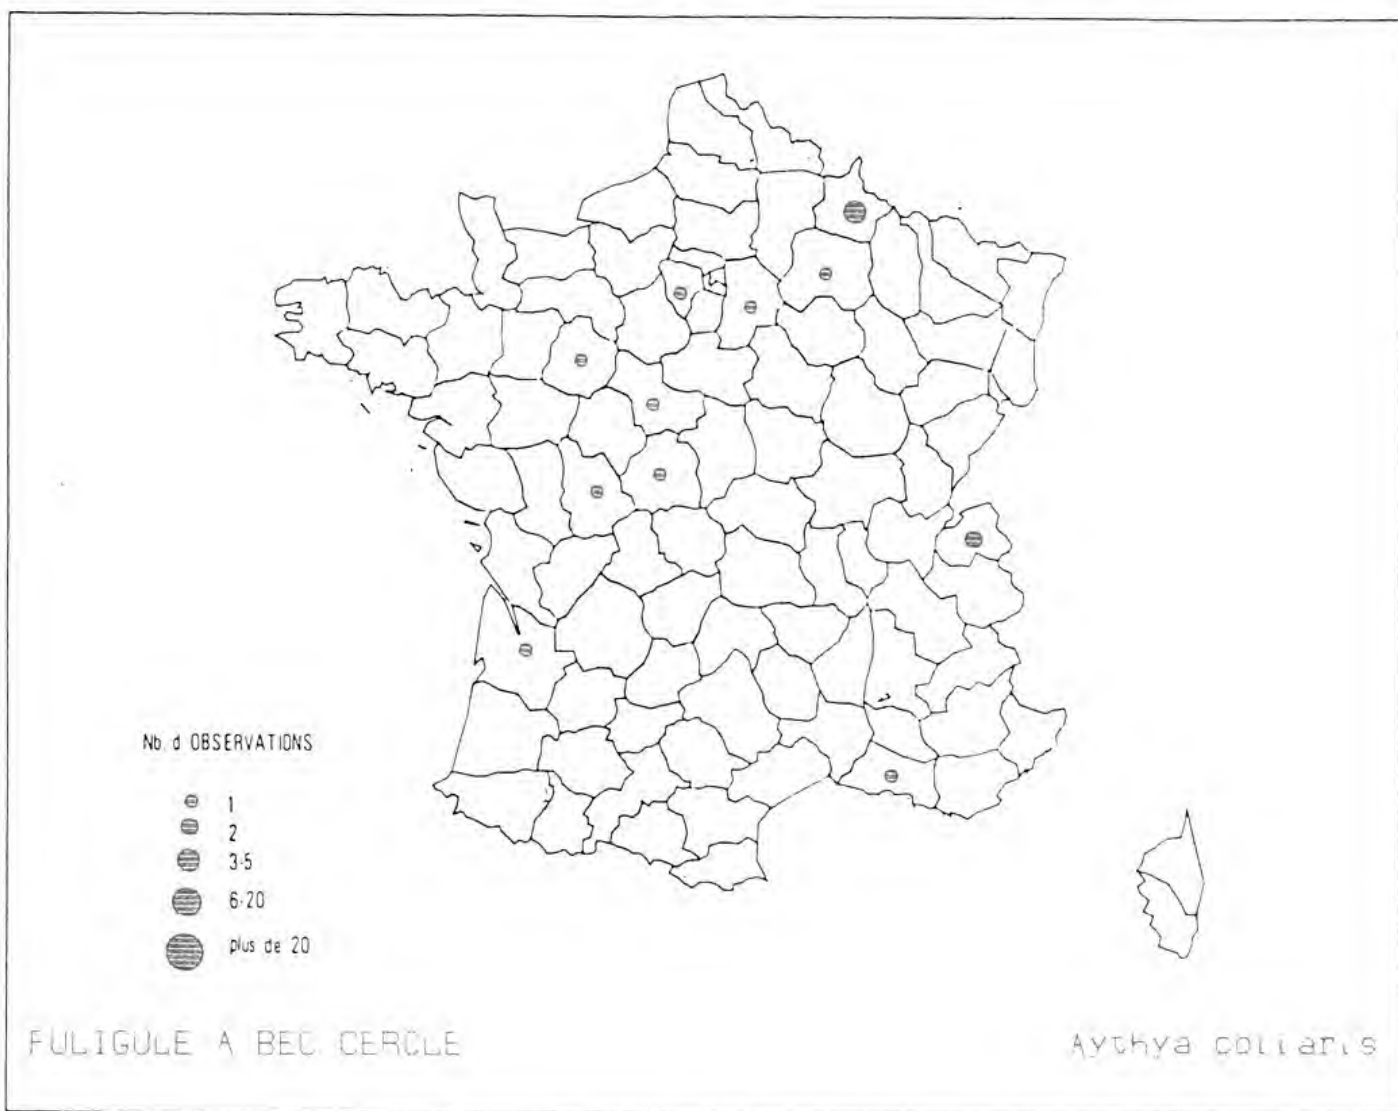 Nb. d OBSERVATIONS
1
2
3-5
6-20
plus de 20
FULIGULE A BEC CERCLE
Aythya collaris